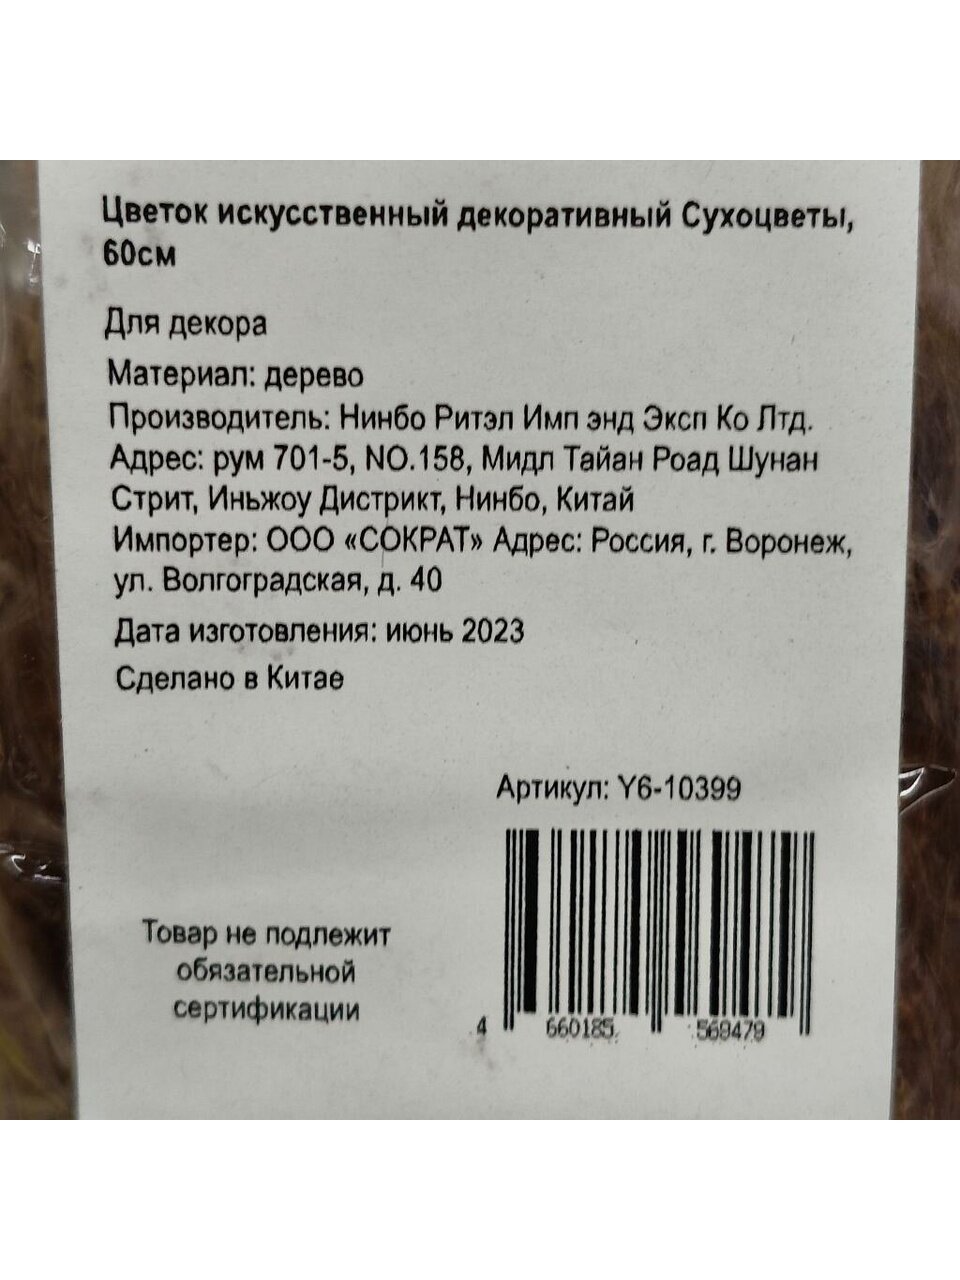 Цветок искусственный декоративный Сухоцветы,
60см
Для декора
Материал: дерево
Производитель: Нинбо Ритэл Имп энд Эксп Ко Лтд.
Адрес: рум 701-5, NO.158, Мидл Тайан Роад Шунан
Стрит, Иньжоу Дистрикт, Нинбо, Китай
Импортер: ООО «СОКРАТ» Адрес: Россия, г. Воронеж,
ул. Волгоградская, д. 40
Дата изготовления: июнь 2023
Сделано в Китае
Артикул: Y6-10399
Товар не подлежит
обязательной
сертификации
4 660185 569479